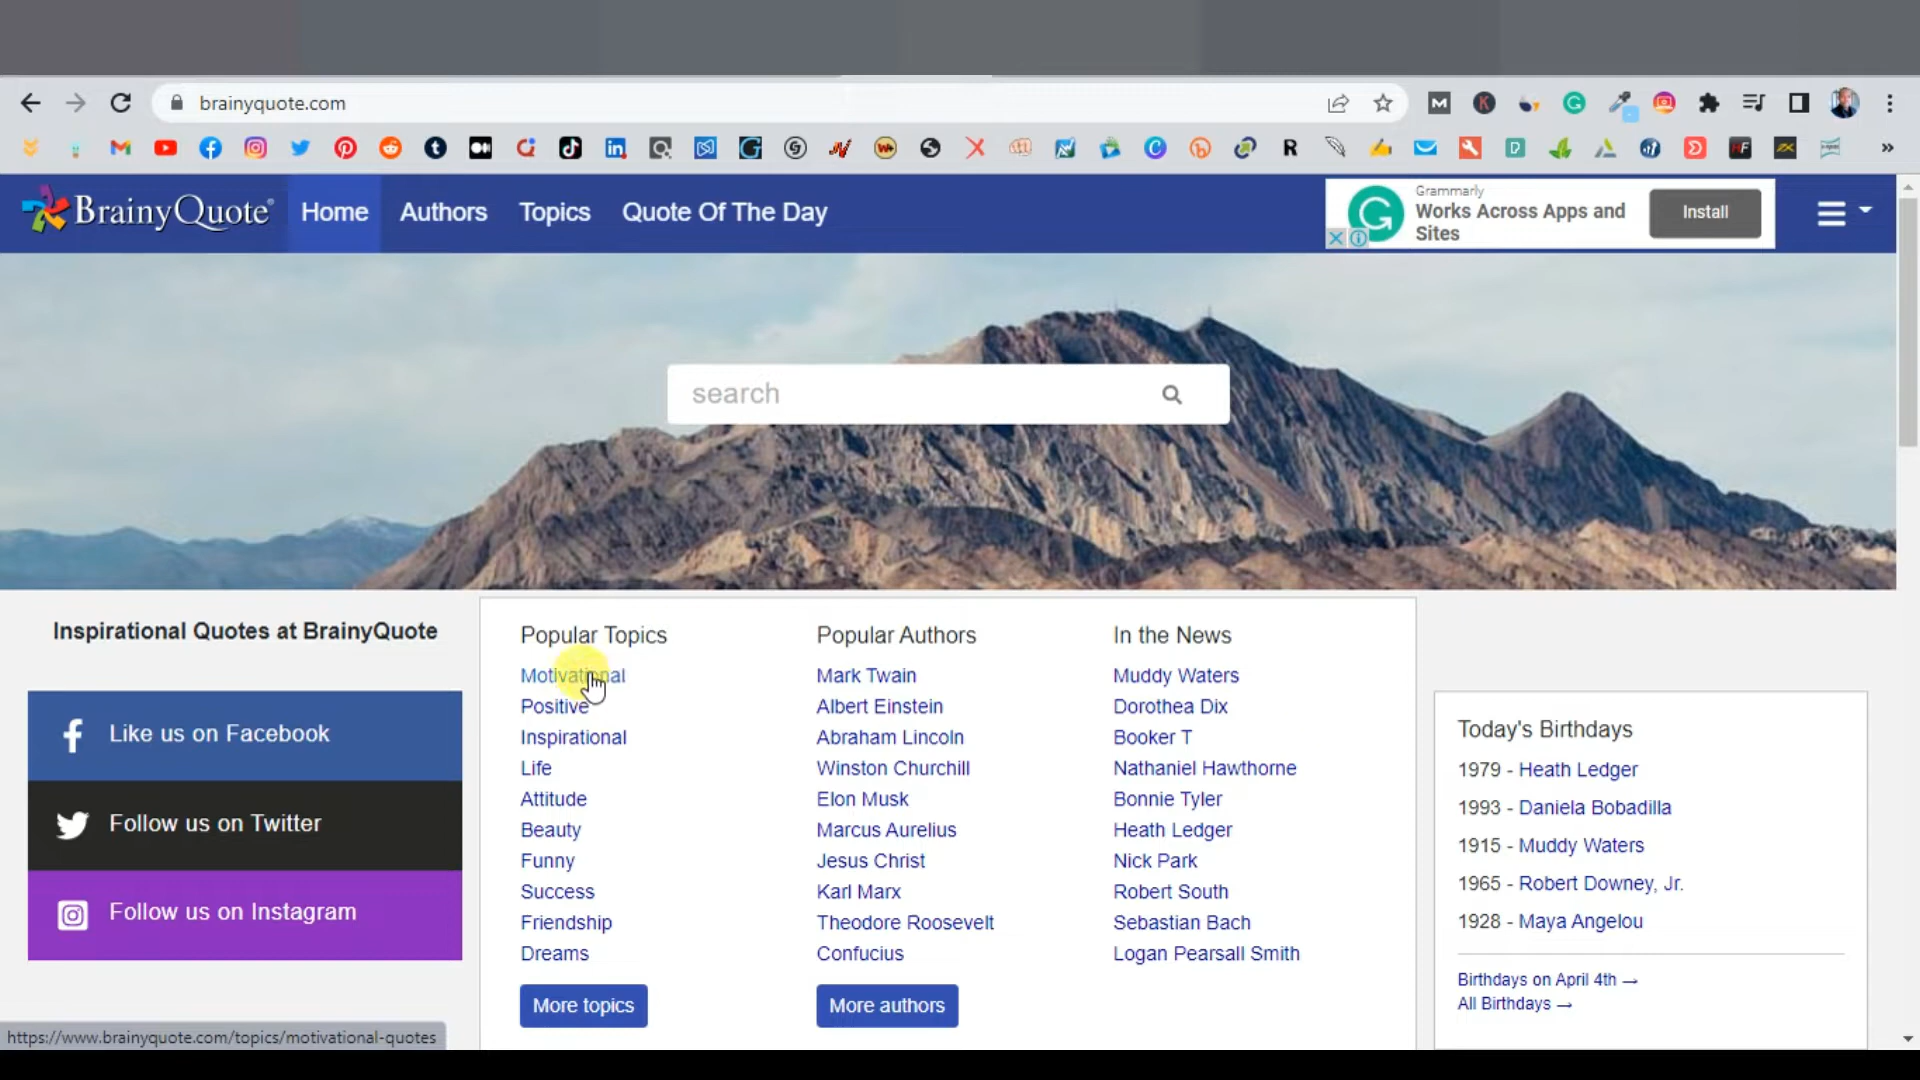 brainyquote.com
BrainyQuote®
Home
Authors
Topics
Quote Of The Day
Grammarly
Works Across Apps and
Sites
Install
search
Inspirational Quotes at BrainyQuote
Like us on Facebook
Follow us on Twitter
Follow us on Instagram
Popular Topics
Motivational
Positive
Inspirational
Life
Attitude
Beauty
Funny
Success
Friendship
Dreams
More topics
Popular Authors
Mark Twain
Albert Einstein
Abraham Lincoln
Winston Churchill
Elon Musk
Marcus Aurelius
Jesus Christ
Karl Marx
Theodore Roosevelt
Confucius
More authors
In the News
Muddy Waters
Dorothea Dix
Booker T
Nathaniel Hawthorne
Bonnie Tyler
Heath Ledger
Nick Park
Robert South
Sebastian Bach
Logan Pearsall Smith
Today's Birthdays
1979 - Heath Ledger
1993 - Daniela Bobadilla
1915 - Muddy Waters
1965 - Robert Downey, Jr.
1928 - Maya Angelou
Birthdays on April 4th →
All Birthdays →
https://www.brainyquote.com/topics/motivational-quotes